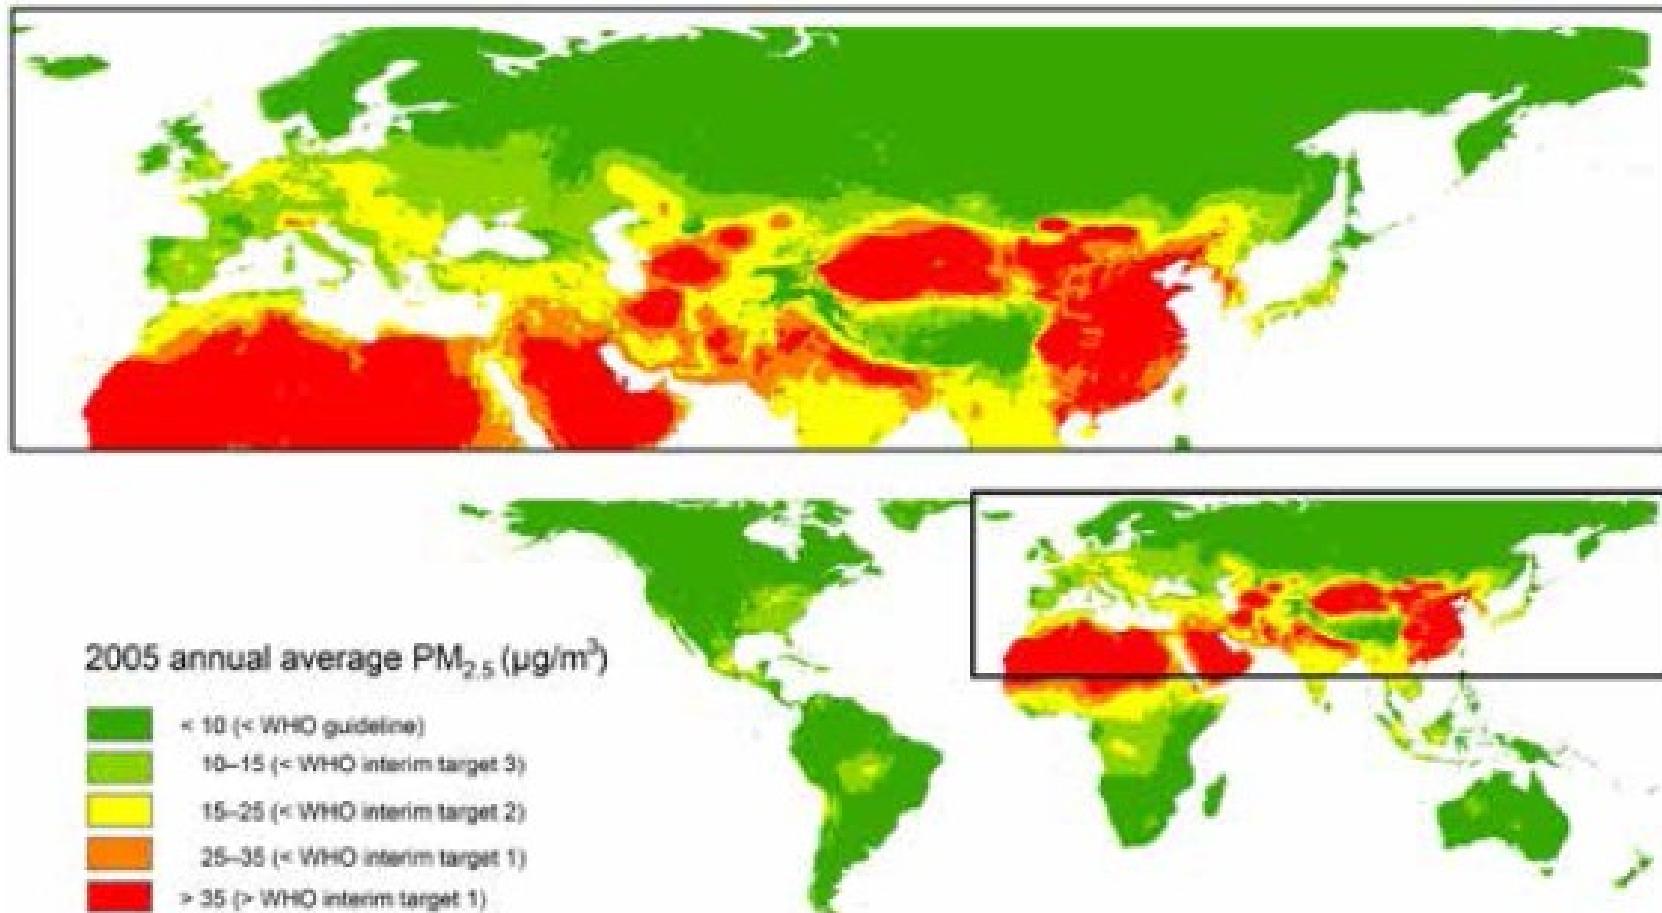 2005 annual average PM2.5 (µg/m³)
< 10 (< WHO guideline)
10–15 (< WHO interim target 3)
15–25 (< WHO interim target 2)
25–35 (< WHO interim target 1)
> 35 (> WHO interim target 1)